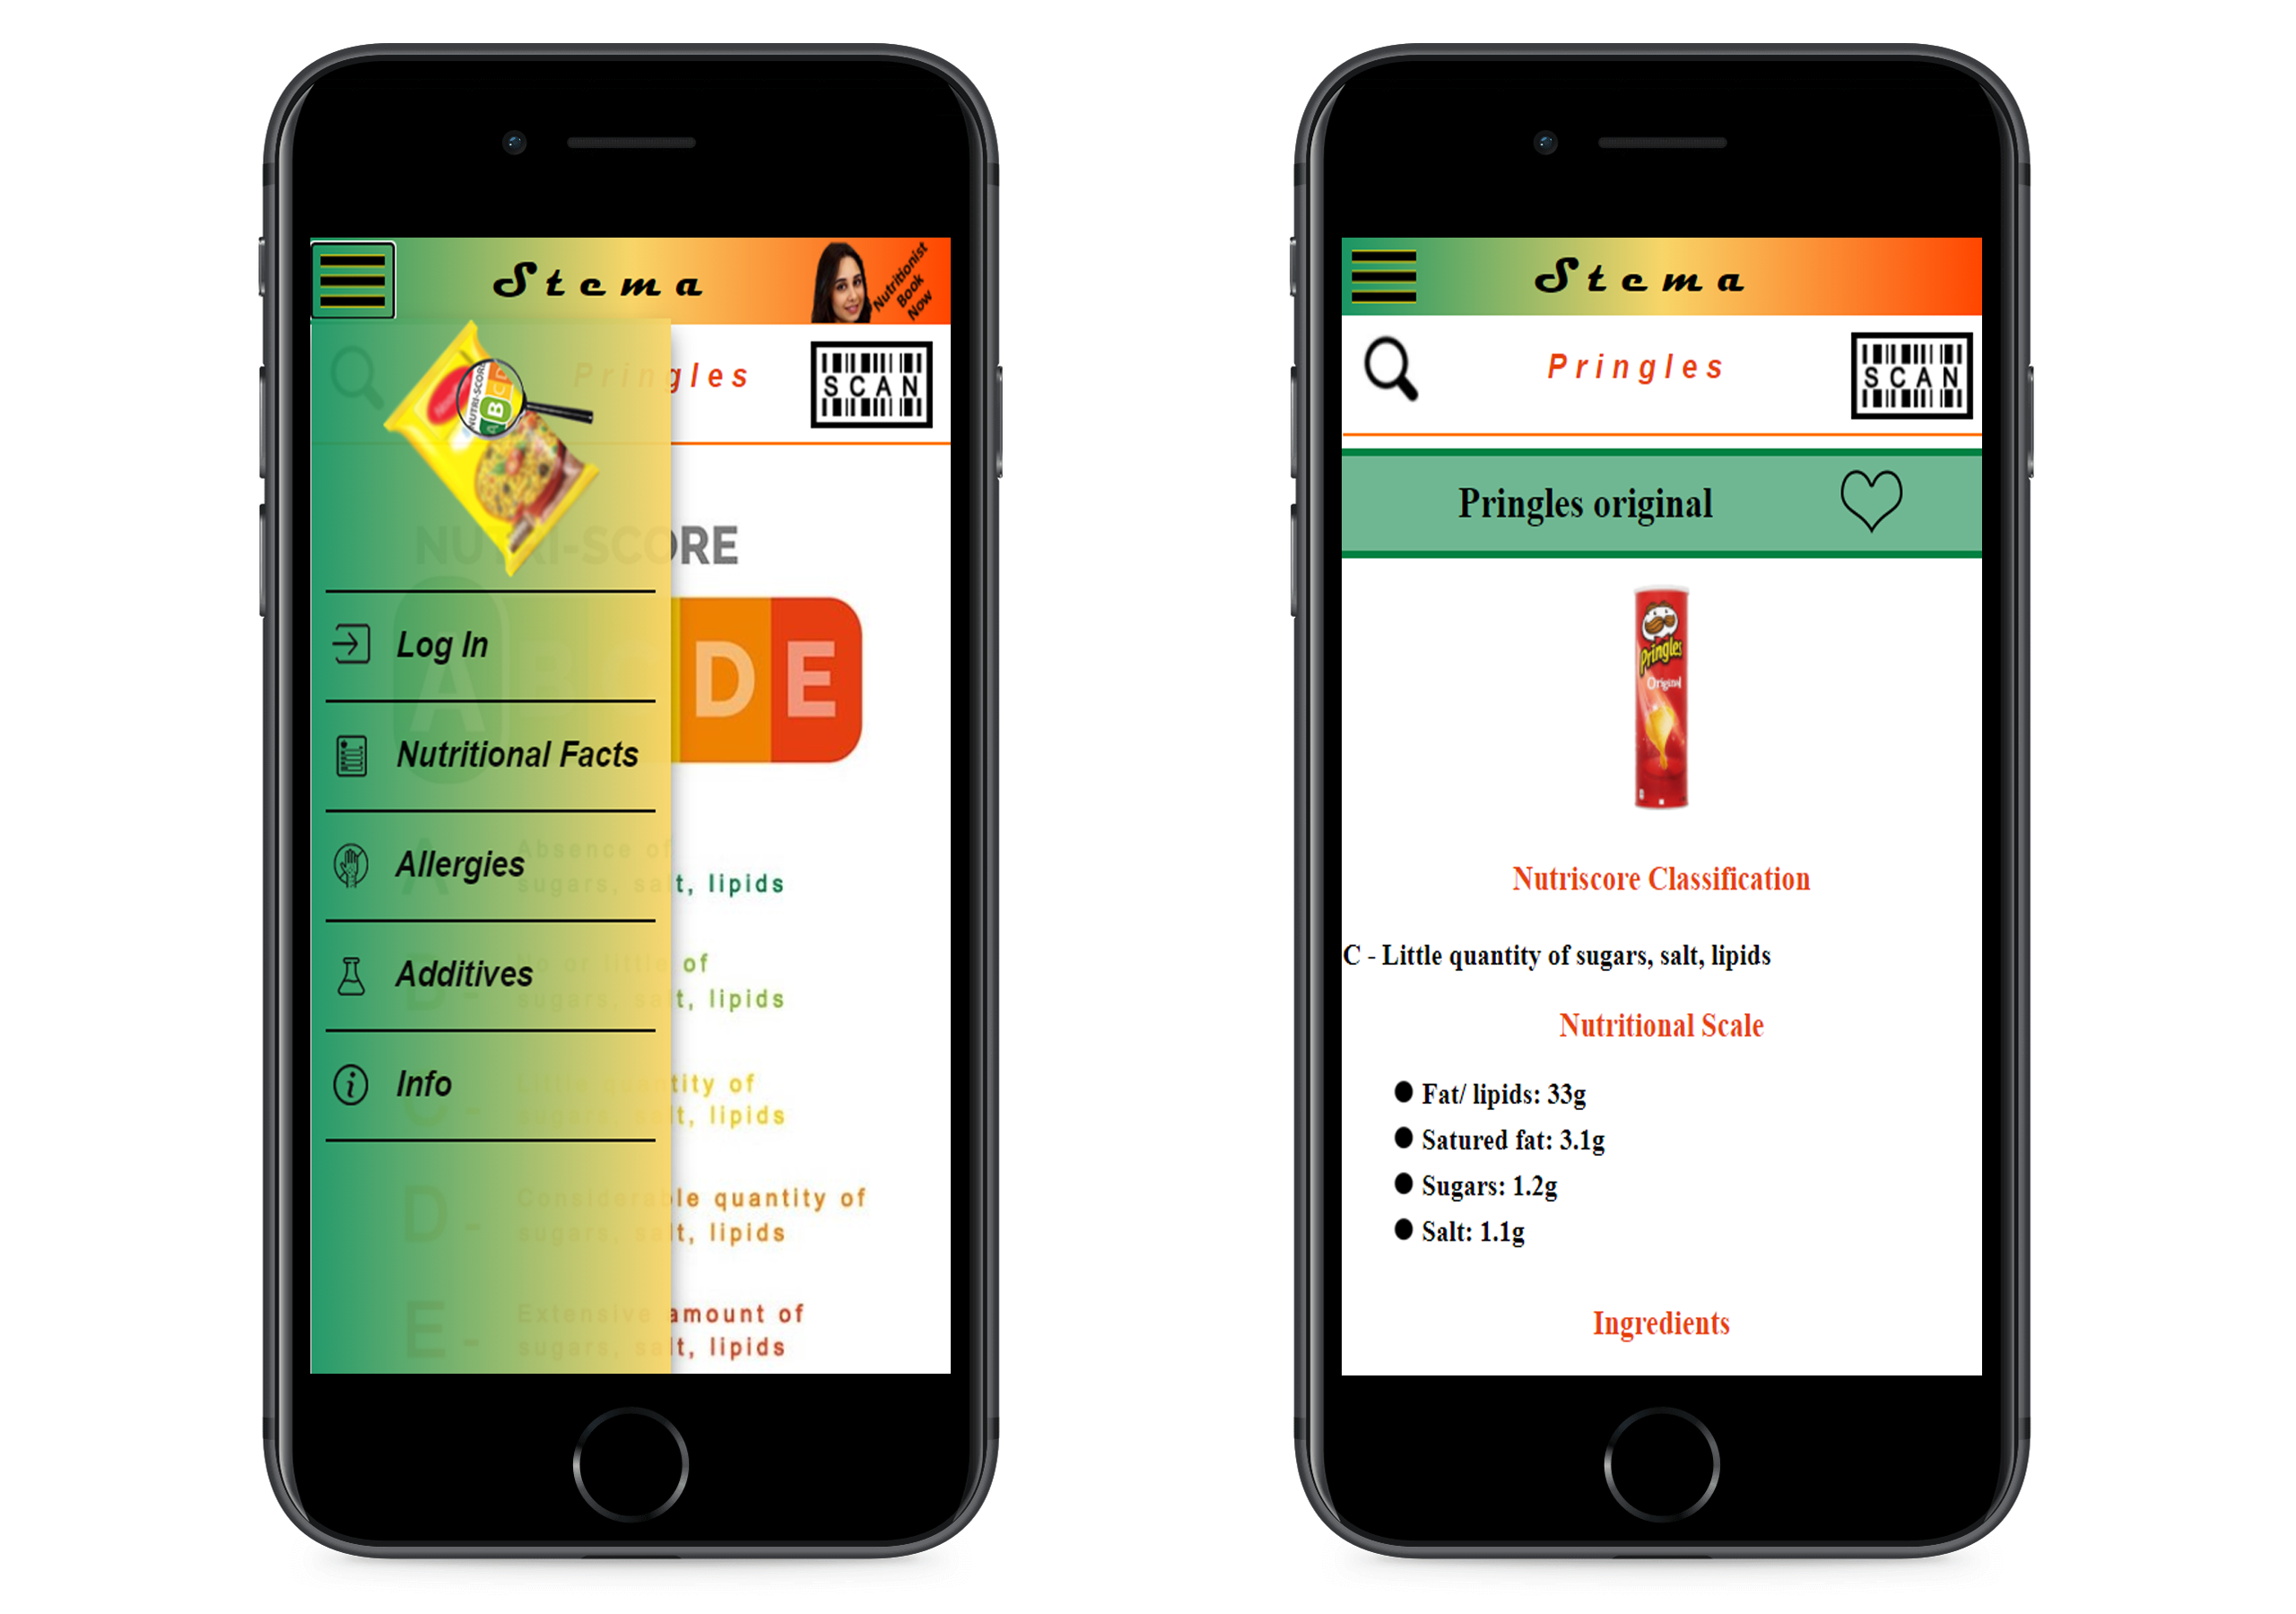 Stema
Nutritionist
Book
Now
Pringles
SCAN
NUTRI-SCORE
A B C D
NUTRI-SCORE
A B C D E
Log In
Nutritional Facts
Allergies
Additives
Info
A - Absence of
sugars, salt, lipids
B - No or little of
sugars, salt, lipids
C - Little quantity of
sugars, salt, lipids
D - Considerable quantity of
sugars, salt, lipids
E - Extensive amount of
sugars, salt, lipids
Stema
Pringles
SCAN
Pringles original
Pringles
Original
Nutriscore Classification
C - Little quantity of sugars, salt, lipids
Nutritional Scale
Fat/ lipids: 33g
Satured fat: 3.1g
Sugars: 1.2g
Salt: 1.1g
Ingredients